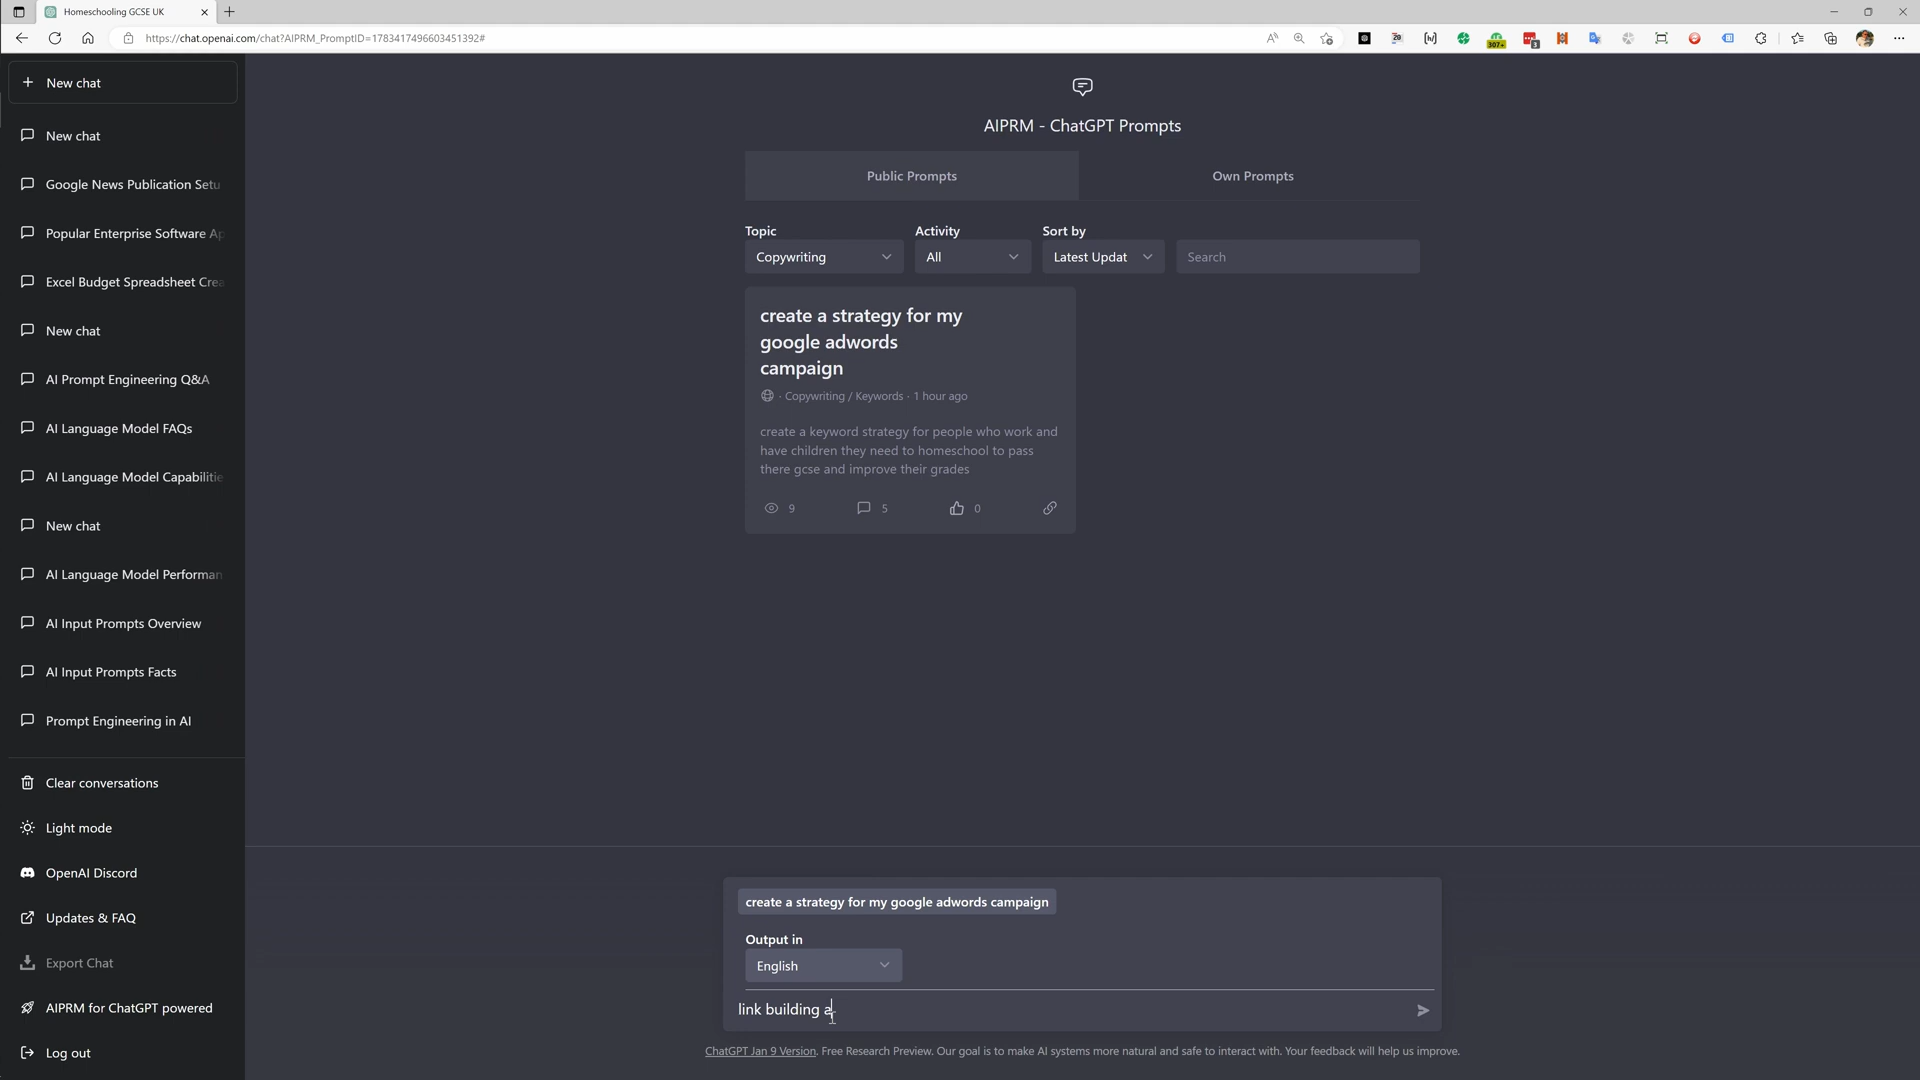 Homeschooling GCSE UK
https://chat.openai.com/chat?AIPRM_PromptID=1783417496603451392#
307+
3
New chat
New chat
Google News Publication Setu
Popular Enterprise Software Ap
Excel Budget Spreadsheet Crea
New chat
AI Prompt Engineering Q&A
AI Language Model FAQs
AI Language Model Capabilitie
New chat
AI Language Model Performan
AI Input Prompts Overview
AI Input Prompts Facts
Prompt Engineering in AI
Clear conversations
Light mode
OpenAI Discord
Updates & FAQ
Export Chat
AIPRM for ChatGPT powered
Log out
AIPRM - ChatGPT Prompts
Public Prompts
Own Prompts
Topic
Activity
Sort by
Copywriting
All
Latest Updat
Search
create a strategy for my
google adwords
campaign
· Copywriting / Keywords · 1 hour ago
create a keyword strategy for people who work and
have children they need to homeschool to pass
there gcse and improve their grades
9
5
0
create a strategy for my google adwords campaign
Output in
English
link building a
ChatGPT Jan 9 Version. Free Research Preview. Our goal is to make AI systems more natural and safe to interact with. Your feedback will help us improve.